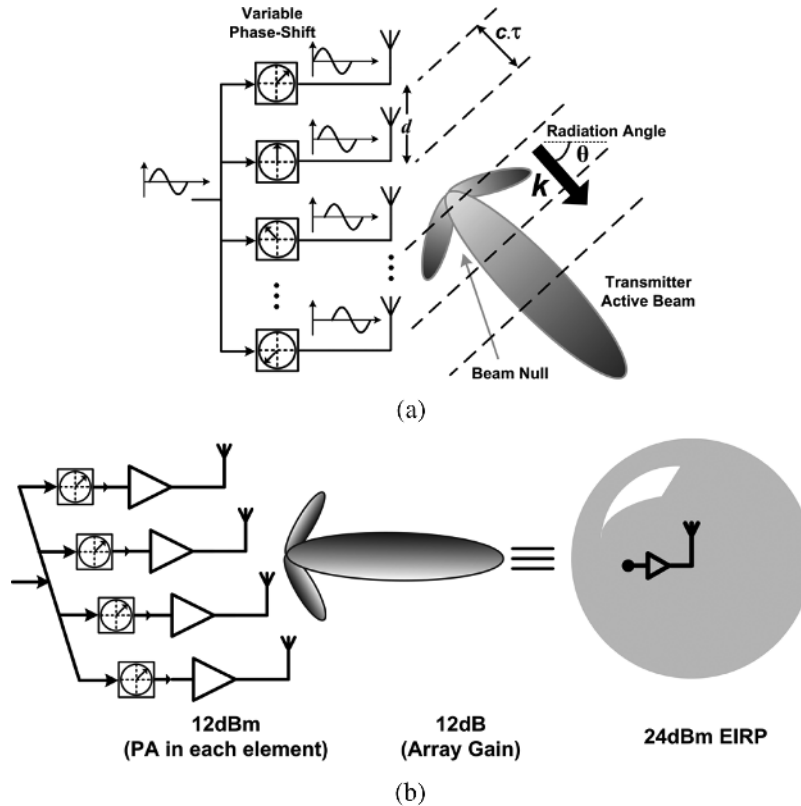 Variable
Phase-Shift
c.τ
d
Radiation Angle
θ
k
Transmitter
Active Beam
Beam Null
(a)
12dBm
(PA in each element)
12dB
(Array Gain)
24dBm EIRP
(b)